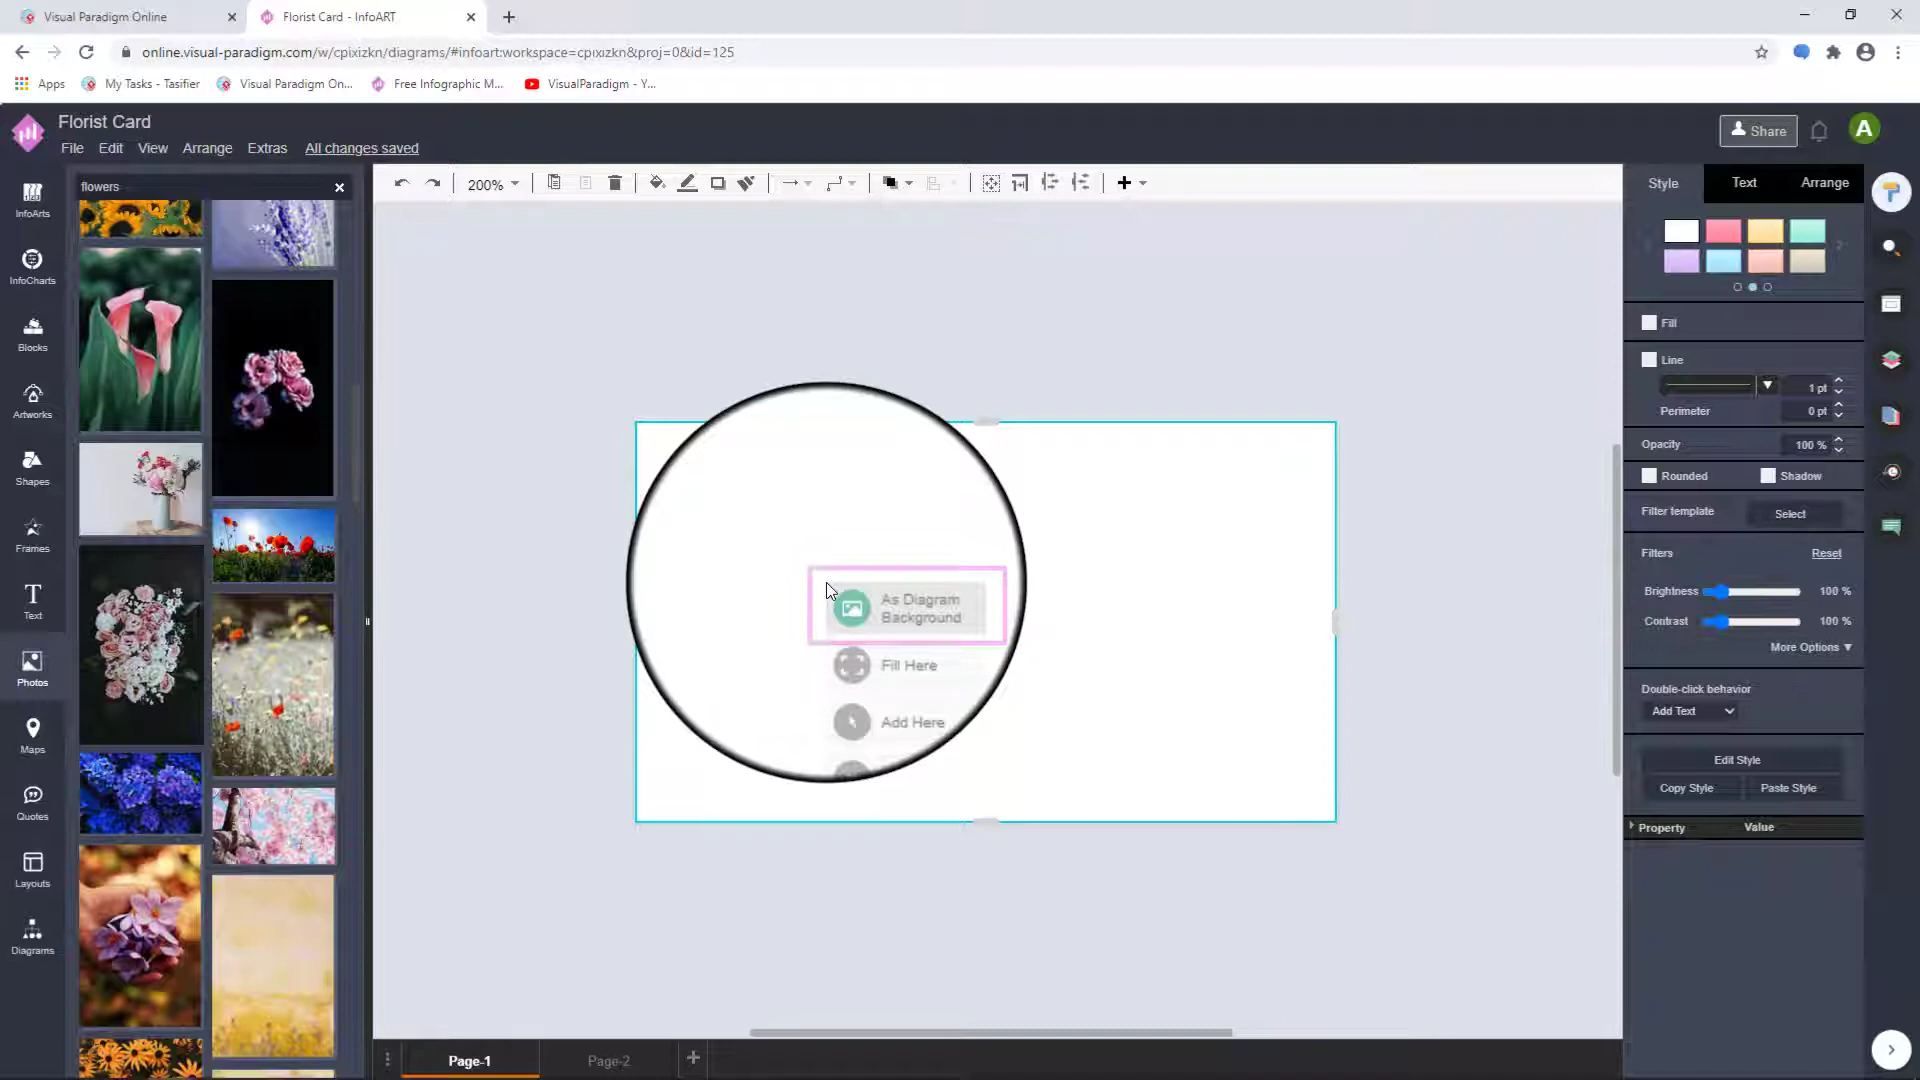 Visual Paradigm Online
Florist Card - InfoART
online.visual-paradigm.com/w/cpixizkn/diagrams/#infoart:workspace=cpixizkn&proj=0&id=125
Apps
My Tasks - Tasifier
Visual Paradigm On...
Free Infographic M...
VisualParadigm - Y...
Florist Card
File
Edit
View
Arrange
Extras
All changes saved
Share
A
flowers
200%
Style
Text
Arrange
InfoArts
InfoCharts
Blocks
Artworks
Shapes
Frames
Text
Photos
Maps
Quotes
Layouts
Diagrams
As Diagram
Background
Fill Here
Add Here
Fill
Line
1 pt
Perimeter
0 pt
Opacity
100 %
Rounded
Shadow
Filter template
Select
Filters
Reset
Brightness
100 %
Contrast
100 %
More Options
Double-click behavior
Add Text
Edit Style
Copy Style
Paste Style
Property
Value
Page-1
Page-2